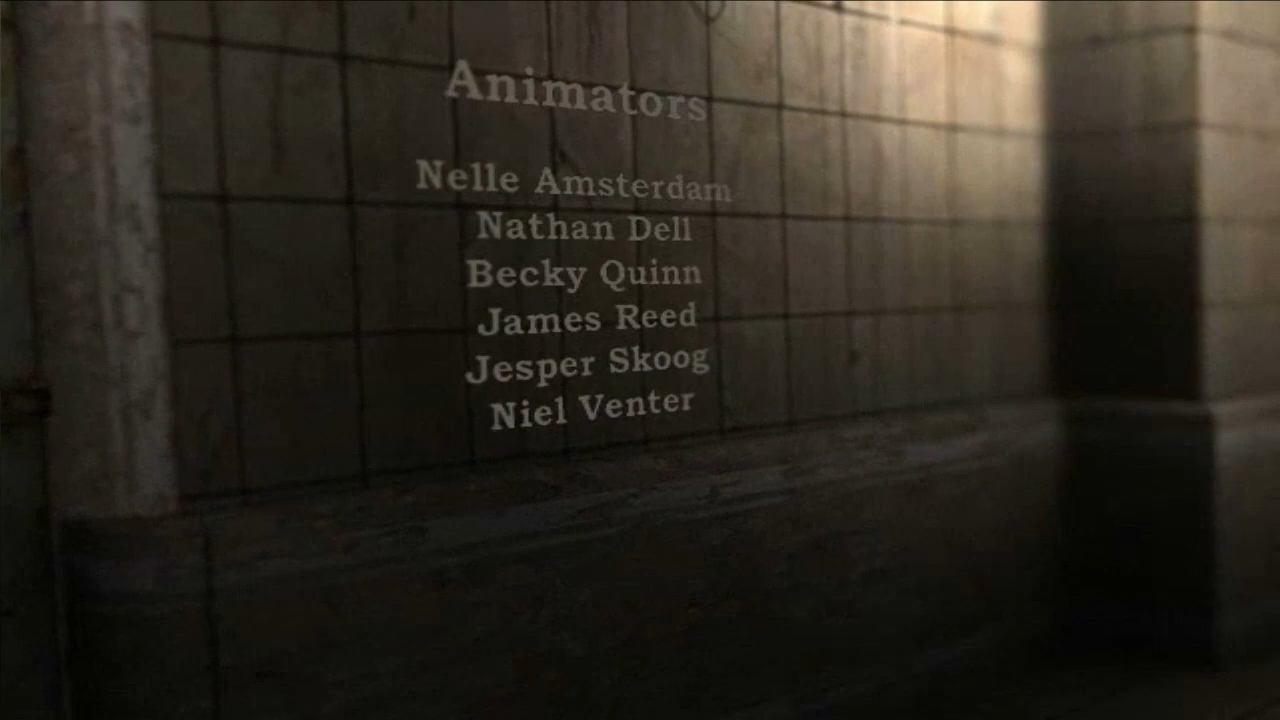 Animators
Nelle Amsterdam
Nathan Dell
Becky Quinn
James Reed
Jesper Skoog
Niel Venter